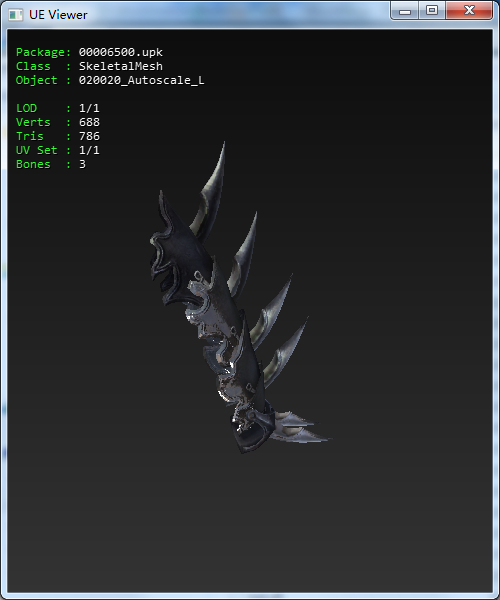 UE Viewer
Package: 00006500.upk
Class : SkeletalMesh
Object : 020020_Autoscale_L
LOD : 1/1
Verts : 688
Tris : 786
UV Set : 1/1
Bones : 3